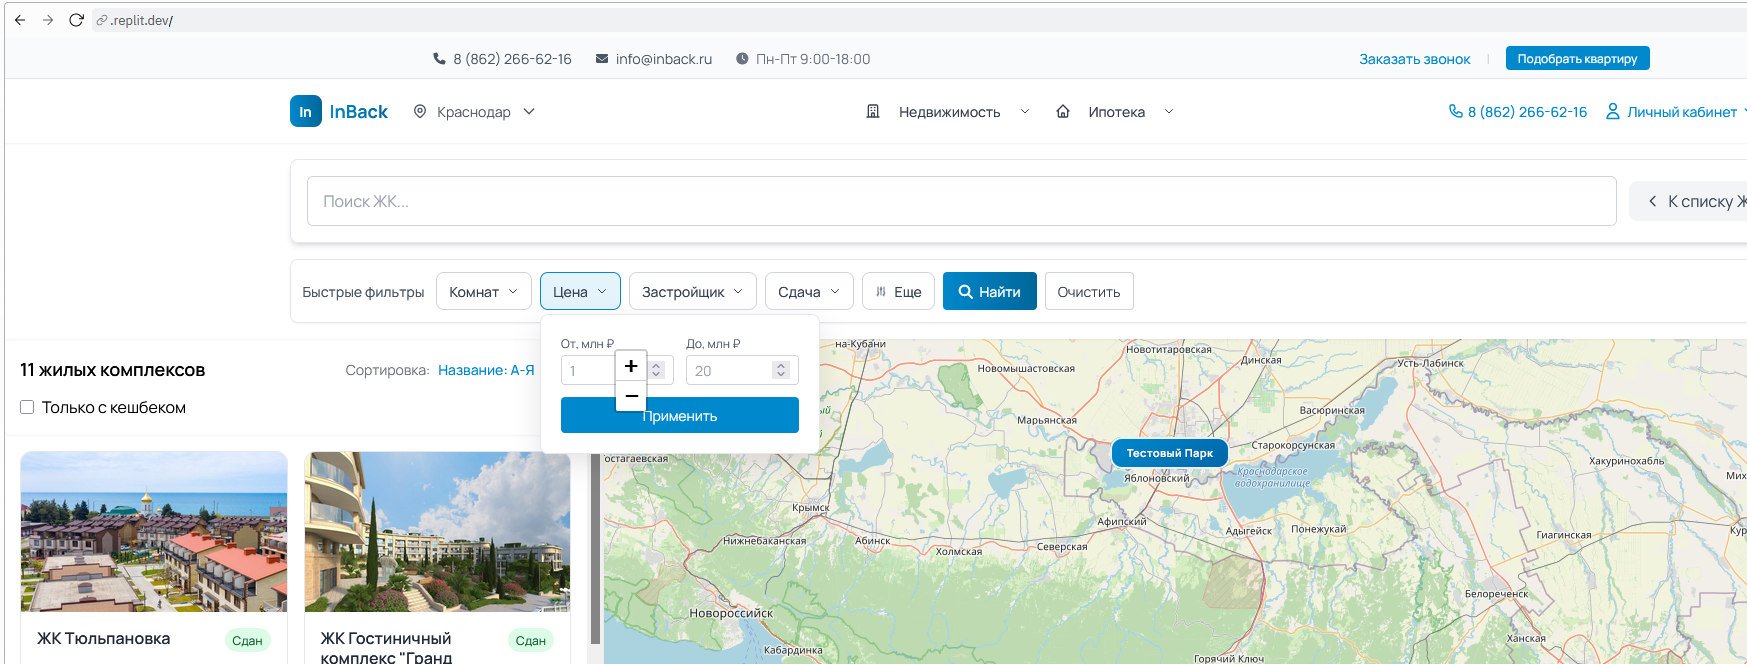 .replit.dev/
8 (862) 266-62-16 info@inback.ru Пн-Пт 9:00-18:00 Заказать звонок Подобрать квартиру
In InBack Краснодар Недвижимость Ипотека 8 (862) 266-62-16 Личный кабинет
Поиск ЖК...
К списку Ж
Быстрые фильтры Комнат Цена Застройщик Сдача Еще Найти Очистить
От, млн ₽ До, млн ₽
1 20
+
−
Применить
11 жилых комплексов Сортировка: Название: А-Я
Только с кешбеком
ЖК Тюльпановка Сдан
ЖК Гостиничный Сдан
комплекс "Гранд
на-Кубани
Новотитаровская
Динская
Усть-Лабинск
Новомышастовская
Васюринская
Марьянская
Старокорсунская
Тестовый Парк
остагаевская
Хакуринохабль
Краснодарское
водохранилище
Яблоновский
Мих
Крымск
Афипский
Адыгейск
Понежукай
Гиагинская
Кур
Нижнебаканская
Абинск
Холмская
Северская
Белореченск
Новороссийск
Ханская
Кабардинка
Горячий Ключ